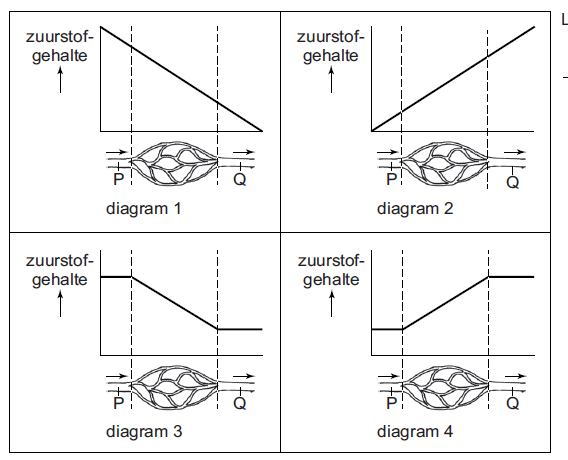 zuurstof-
gehalte
P
Q
diagram 1
zuurstof-
gehalte
P
Q
diagram 2
zuurstof-
gehalte
P
Q
diagram 3
zuurstof-
gehalte
P
Q
diagram 4